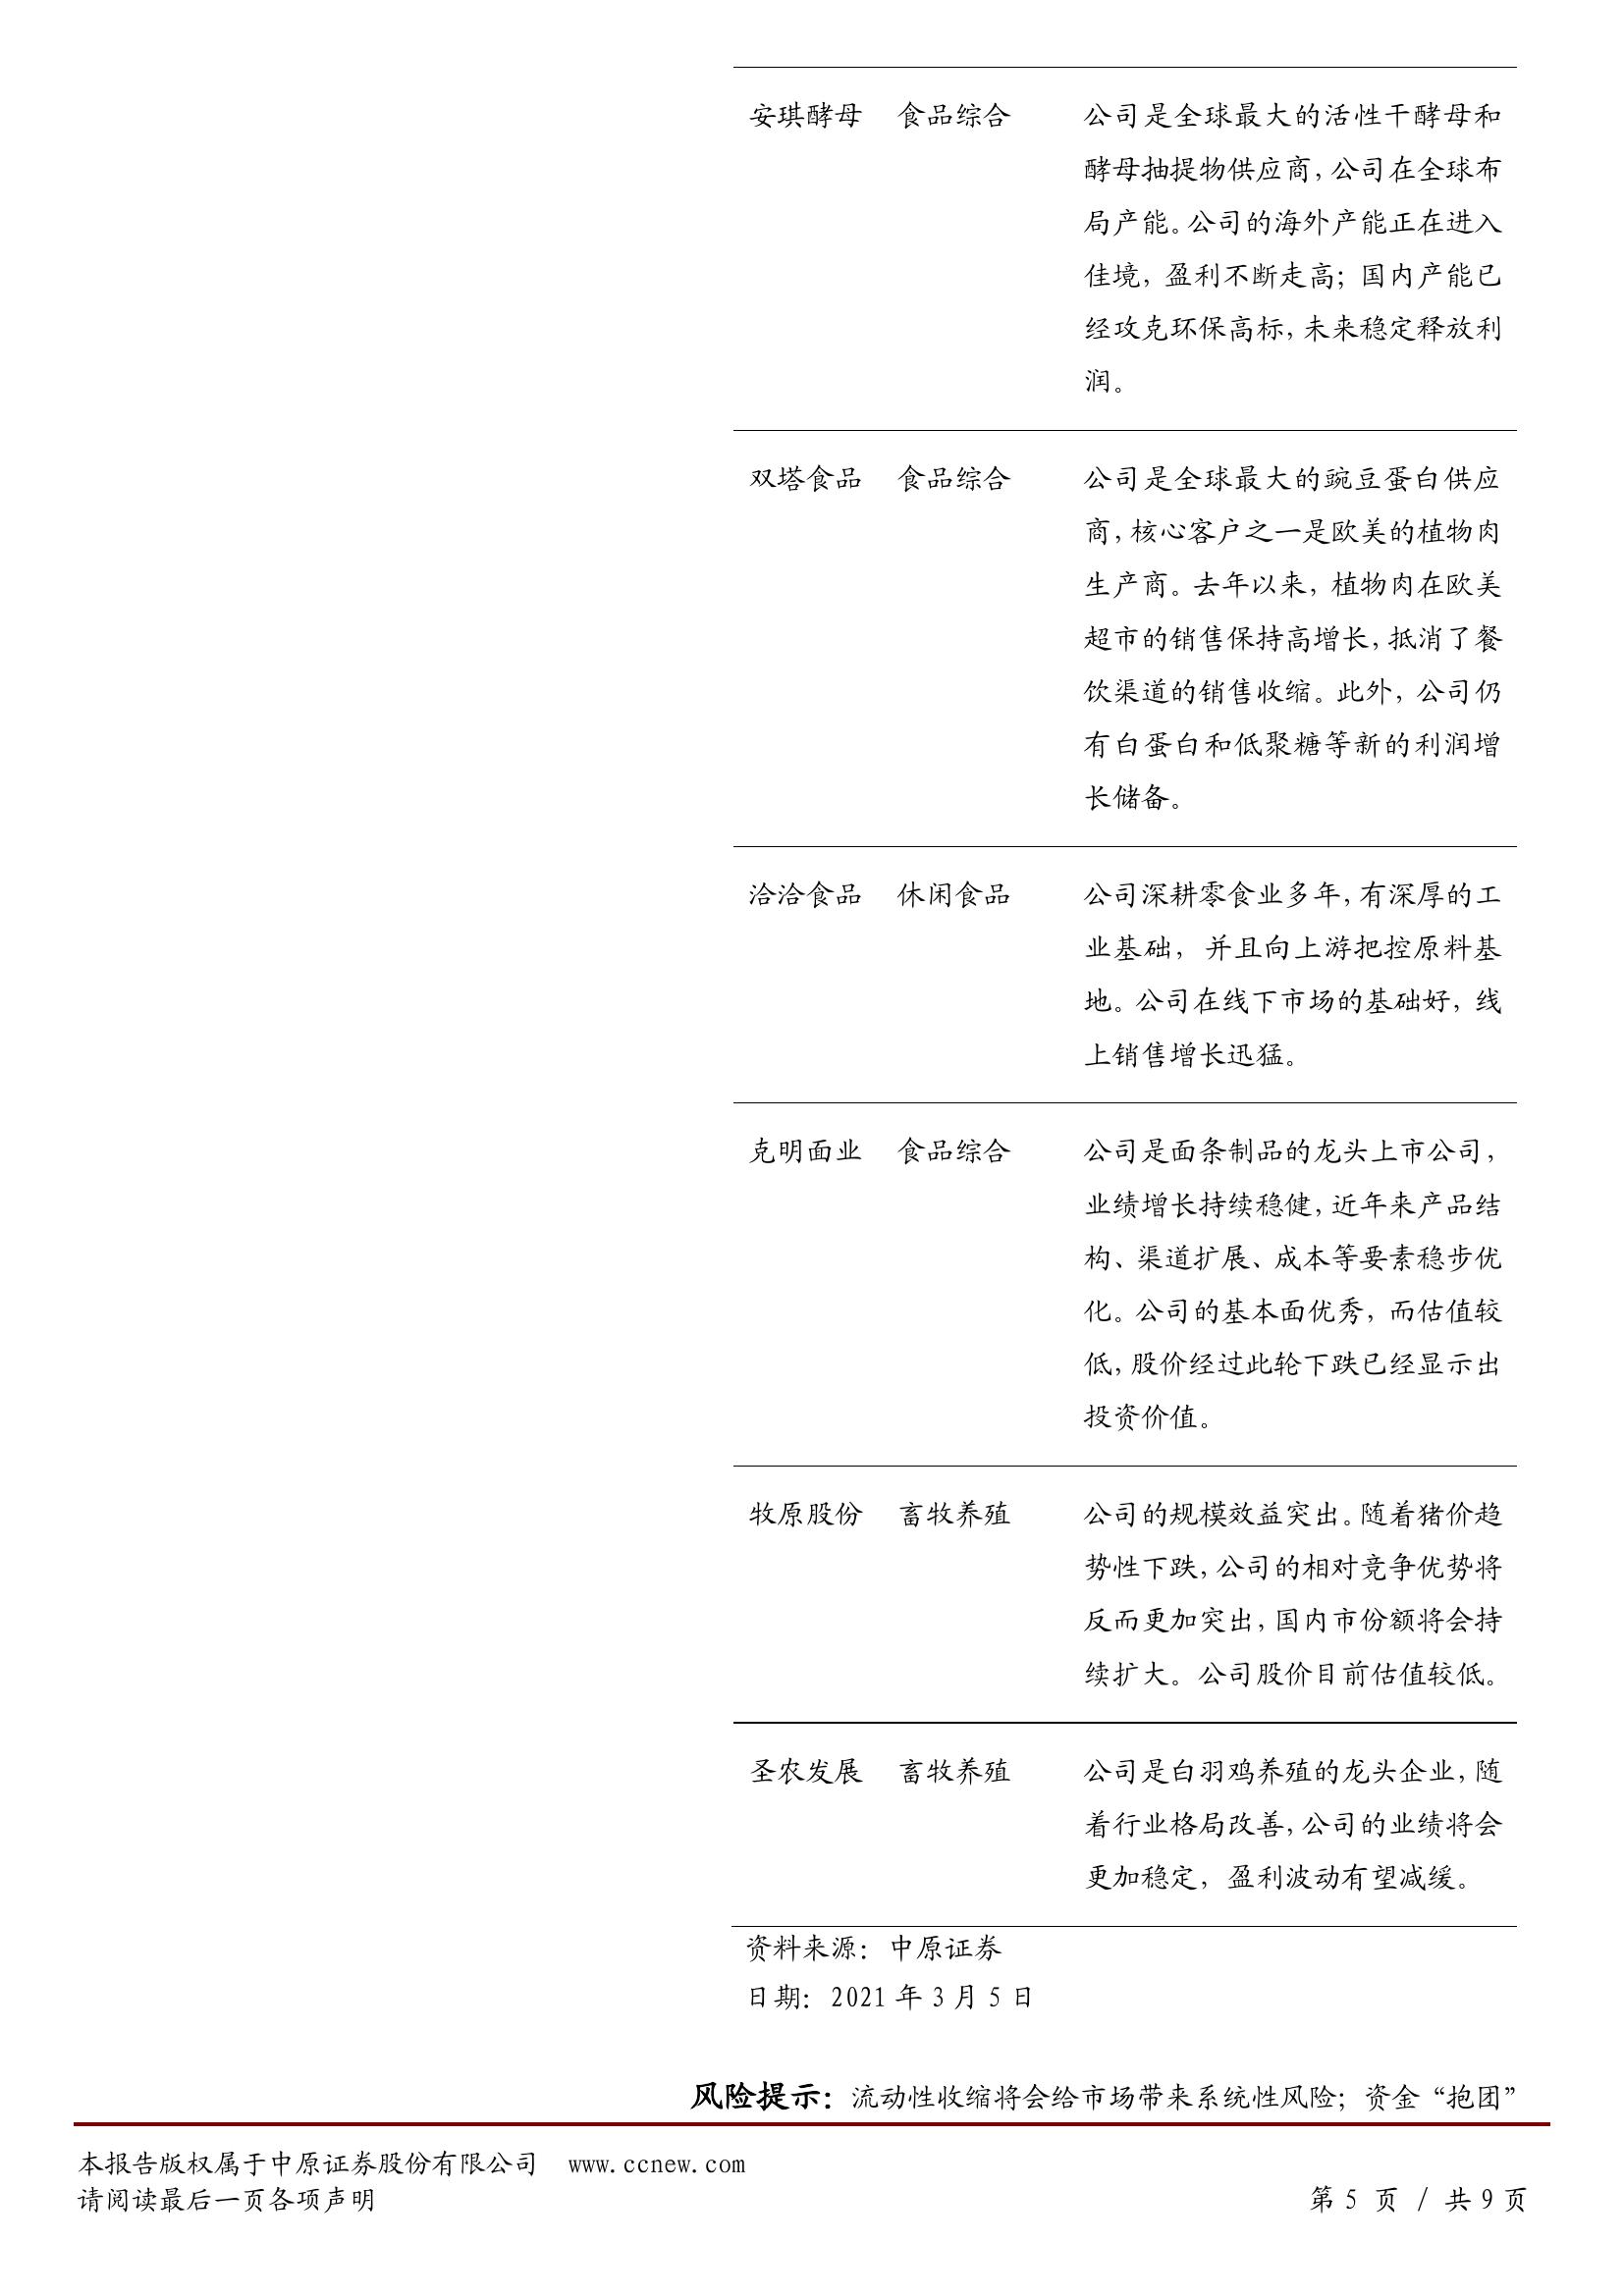 安琪酵母 食品综合 公司是全球最大的活性干酵母和
酵母抽提物供应商，公司在全球布
局产能。公司的海外产能正在进入
佳境，盈利不断走高；国内产能已
经攻克环保高标，未来稳定释放利
润。
双塔食品 食品综合 公司是全球最大的豌豆蛋白供应
商，核心客户之一是欧美的植物肉
生产商。去年以来，植物肉在欧美
超市的销售保持高增长，抵消了餐
饮渠道的销售收缩。此外，公司仍
有白蛋白和低聚糖等新的利润增
长储备。
洽洽食品 休闲食品 公司深耕零食业多年，有深厚的工
业基础，并且向上游把控原料基
地。公司在线下市场的基础好，线
上销售增长迅猛。
克明面业 食品综合 公司是面条制品的龙头上市公司，
业绩增长持续稳健，近年来产品结
构、渠道扩展、成本等要素稳步优
化。公司的基本面优秀，而估值较
低，股价经过此轮下跌已经显示出
投资价值。
牧原股份 畜牧养殖 公司的规模效益突出。随着猪价趋
势性下跌，公司的相对竞争优势将
反而更加突出，国内市份额将会持
续扩大。公司股价目前估值较低。
圣农发展 畜牧养殖 公司是白羽鸡养殖的龙头企业，随
着行业格局改善，公司的业绩将会
更加稳定，盈利波动有望减缓。
资料来源：中原证券
日期：2021 年 3 月 5 日
风险提示：流动性收缩将会给市场带来系统性风险；资金“抱团”
本报告版权属于中原证券股份有限公司 www.ccnew.com
请阅读最后一页各项声明 第 5 页 / 共 9 页